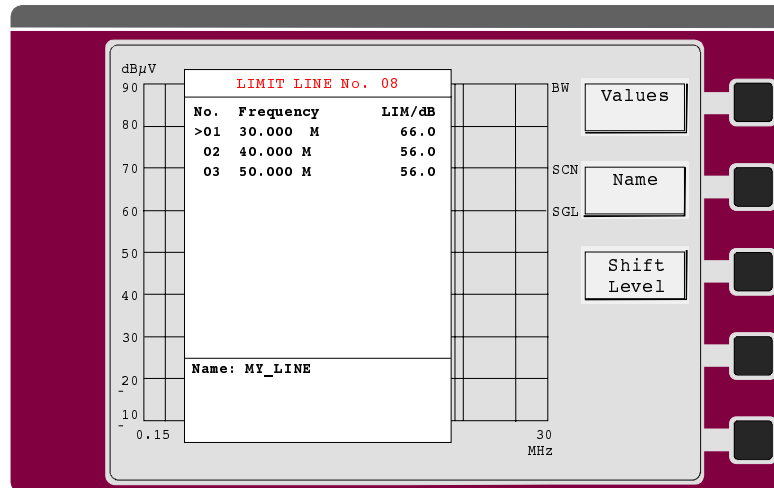 dBµV
90
80
70
60
50
40
30
-20
-10
0.15
LIMIT LINE No. 08
No. Frequency LIM/dB
>01 30.000 M 66.0
02 40.000 M 56.0
03 50.000 M 56.0
Name: MY_LINE
BW
SCN
SGL
30
MHz
Values
Name
Shift
Level